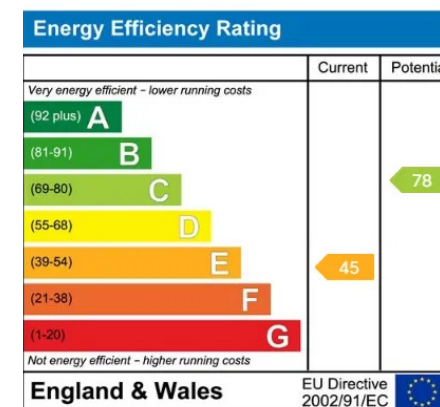 Energy Efficiency Rating
Current Potentia
Very energy efficient – lower running costs
(92 plus) A
(81-91) B
(69-80) C
78
(55-68) D
(39-54) E
45
(21-38) F
(1-20) G
Not energy efficient – higher running costs
England & Wales
EU Directive
2002/91/EC